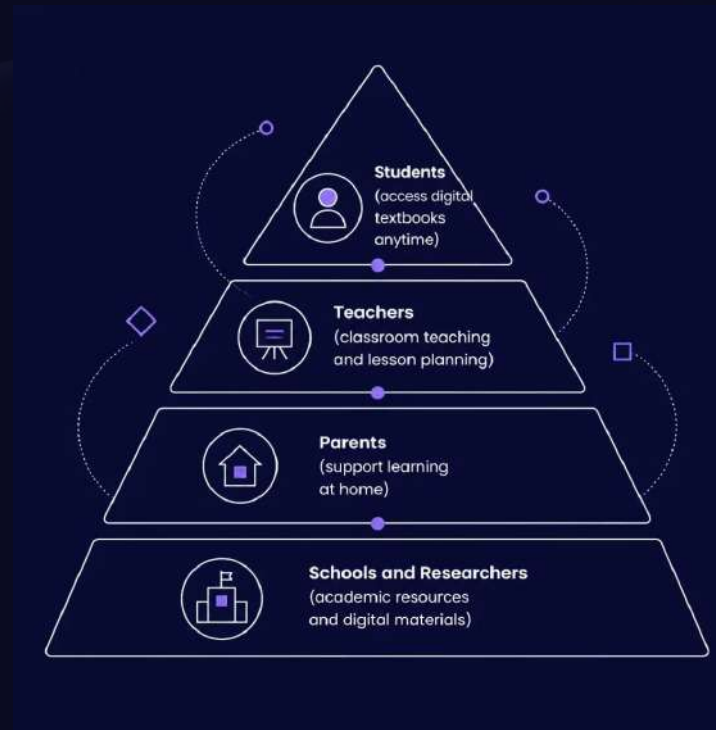 Students
(access digital
textbooks
anytime)
Teachers
(classroom teaching
and lesson planning)
Parents
(support learning
at home)
Schools and Researchers
(academic resources
and digital materials)